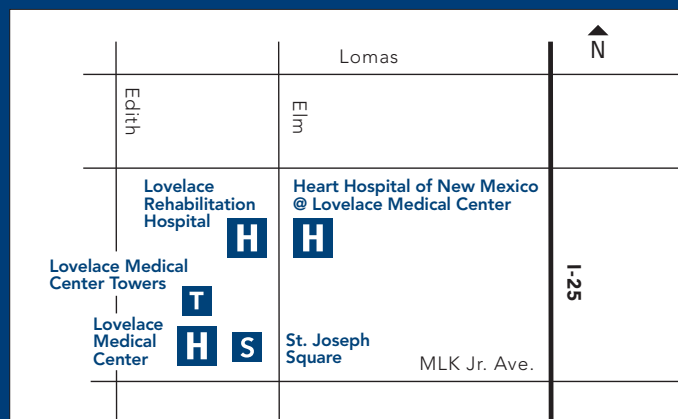 N
Lomas
Edith
Elm
Lovelace
Rehabilitation
Hospital
H
Heart Hospital of New Mexico
@ Lovelace Medical Center
H
I-25
Lovelace Medical
Center Towers
T
Lovelace
Medical
Center
H
S
St. Joseph
Square
MLK Jr. Ave.